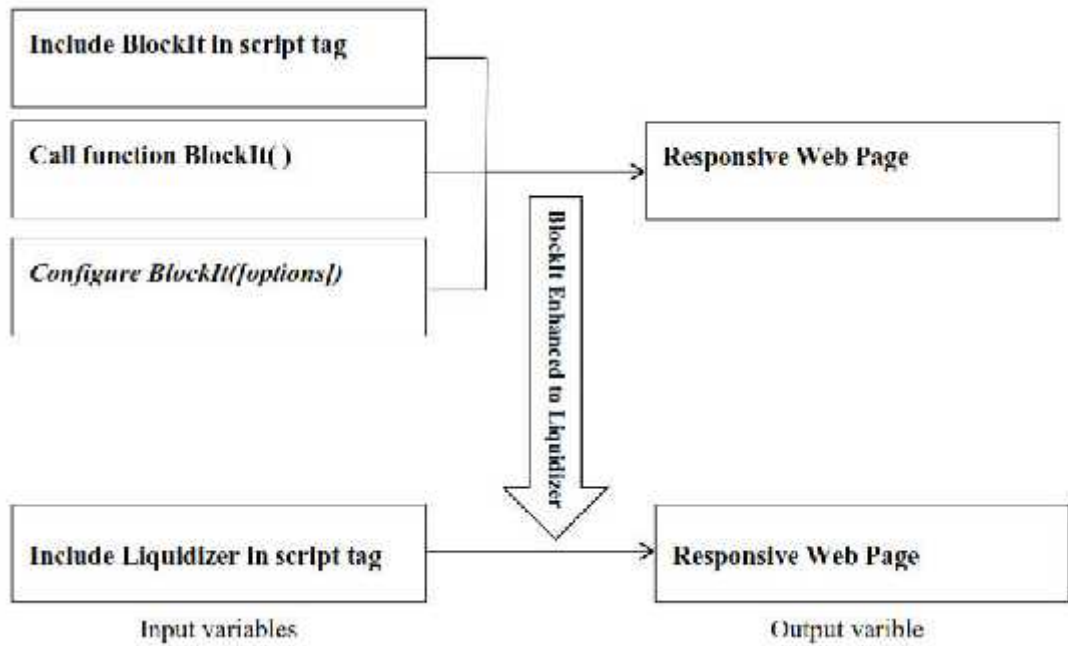 Include BlockIt in script tag
Call function BlockIt( )
Responsive Web Page
Configure BlockIt([options])
BlockIt Enhanced to Liquidizer
Include Liquidizer in script tag
Responsive Web Page
Input variables
Output varible